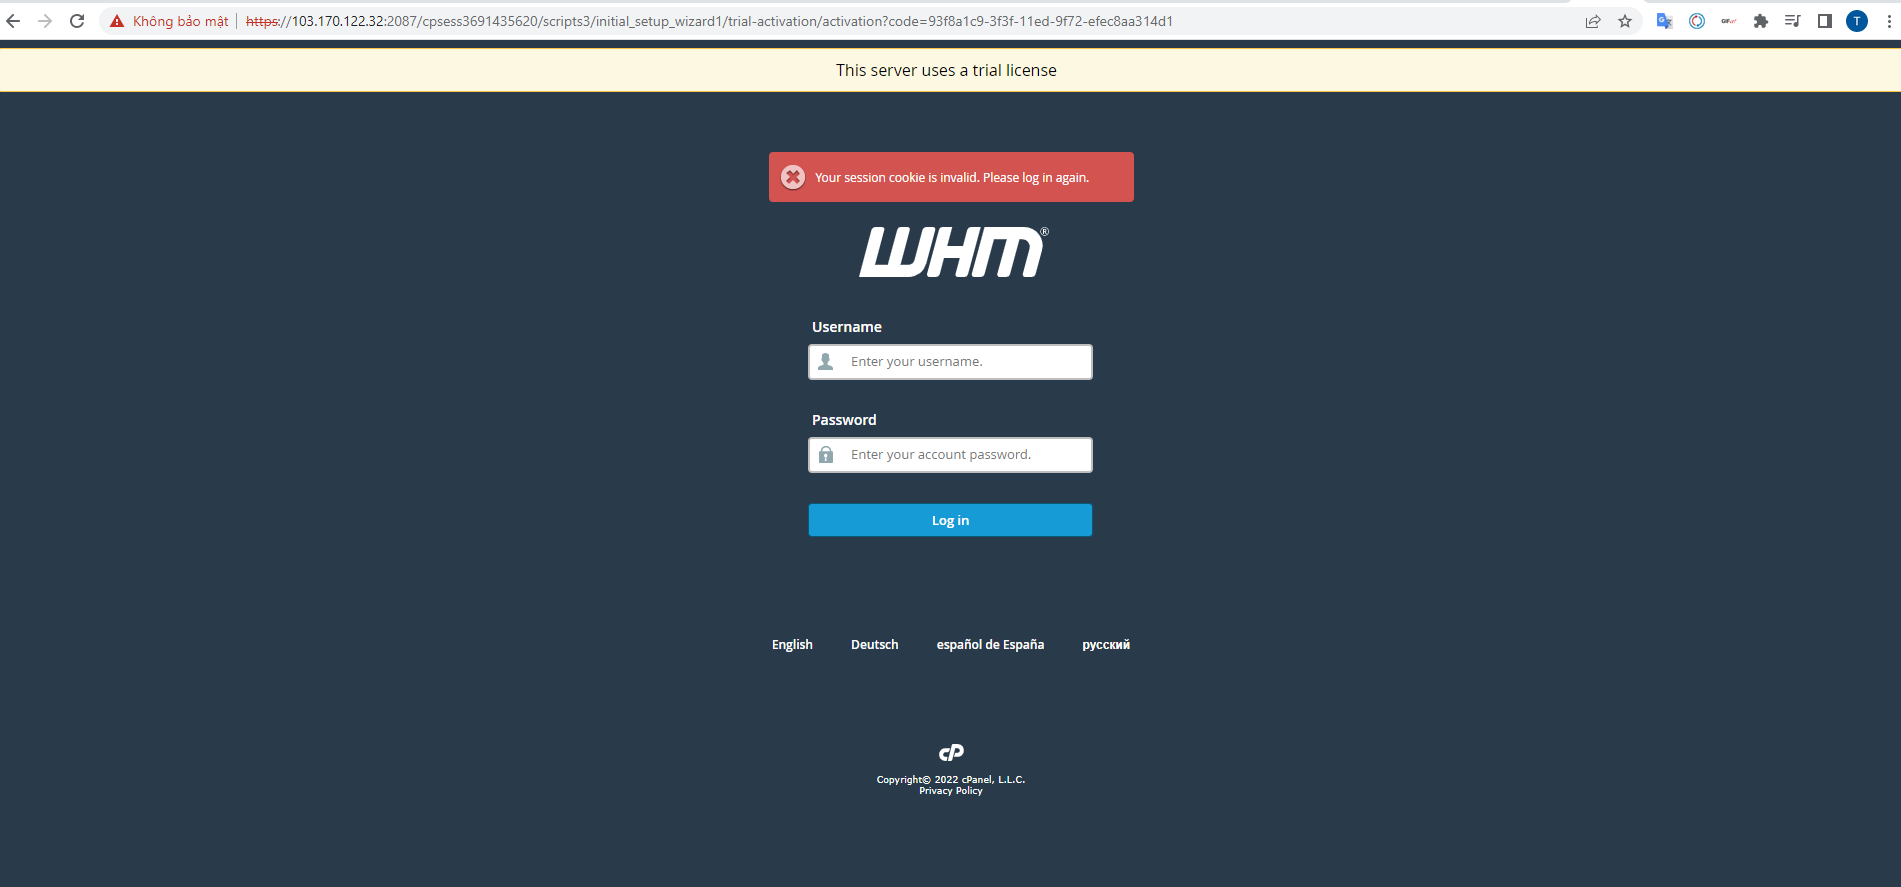 Không bảo mật https://103.170.122.32:2087/cpsess3691435620/scripts3/initial_setup_wizard1/trial-activation/activation?code=93f8a1c9-3f3f-11ed-9f72-efec8aa314d1
T
This server uses a trial license
Your session cookie is invalid. Please log in again.
WHM®
Username
Enter your username.
Password
Enter your account password.
Log in
English Deutsch español de España русский
cP
Copyright© 2022 cPanel, L.L.C.
Privacy Policy